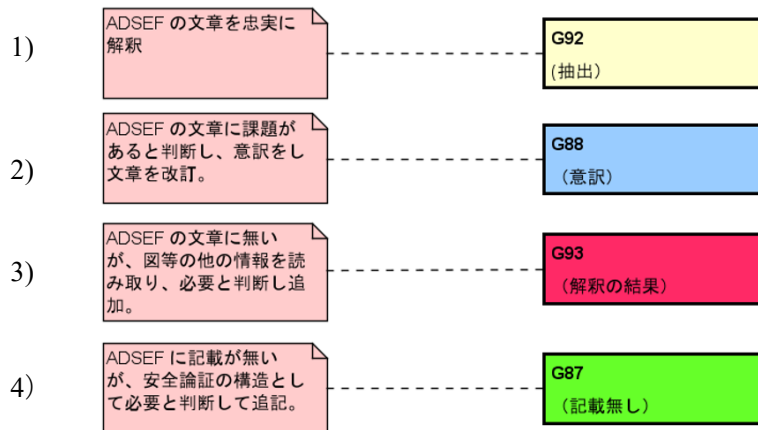 1)
ADSEF の文章を忠実に
解釈
G92
(抽出）
2)
ADSEF の文章に課題が
あると判断し、意訳をし
文章を改訂。
G88
（意訳）
3)
ADSEF の文章に無い
が、図等の他の情報を読
み取り、必要と判断し追
加。
G93
（解釈の結果）
4）
ADSEF に記載が無い
が、安全論証の構造とし
て必要と判断して追記。
G87
（記載無し）